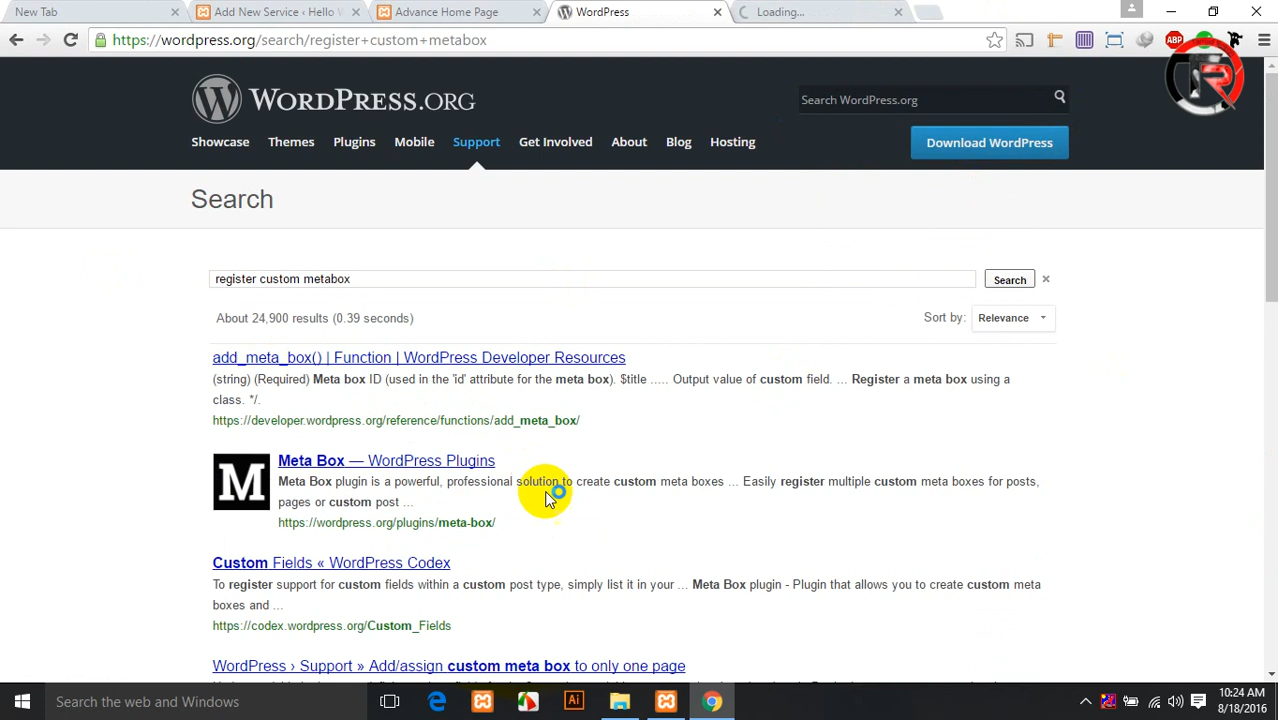 New Tab
Add New Service ‹ Hello W
Advance Home Page
WordPress
Loading...
https://wordpress.org/search/register+custom+metabox
ABP
WORDPRESS.ORG
Search WordPress.org
Showcase Themes Plugins Mobile Support Get Involved About Blog Hosting
Download WordPress
Search
register custom metabox
Search
About 24,900 results (0.39 seconds)
Sort by: Relevance
add_meta_box() | Function | WordPress Developer Resources
(string) (Required) Meta box ID (used in the 'id' attribute for the meta box). $title ..... Output value of custom field. ... Register a meta box using a
class. */.
https://developer.wordpress.org/reference/functions/add_meta_box/
M
Meta Box — WordPress Plugins
Meta Box plugin is a powerful, professional solution to create custom meta boxes ... Easily register multiple custom meta boxes for posts,
pages or custom post ...
https://wordpress.org/plugins/meta-box/
Custom Fields « WordPress Codex
To register support for custom fields within a custom post type, simply list it in your ... Meta Box plugin - Plugin that allows you to create custom meta
boxes and ...
https://codex.wordpress.org/Custom_Fields
WordPress › Support » Add/assign custom meta box to only one page
Search the web and Windows
Ai
10:24 AM
8/18/2016